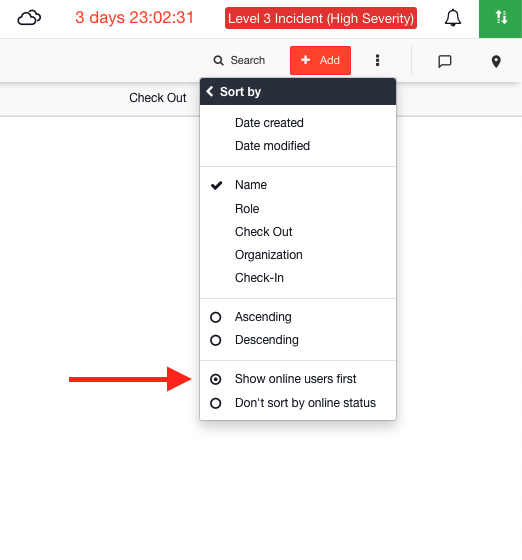 3 days 23:02:31
Level 3 Incident (High Severity)
Search
+ Add
Check Out
Sort by
Date created
Date modified
Name
Role
Check Out
Organization
Check-In
Ascending
Descending
Show online users first
Don't sort by online status